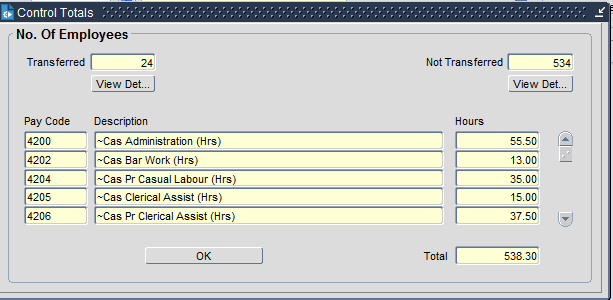 Control Totals
No. Of Employees
Transferred 24 Not Transferred 534
View Det... View Det...
Pay Code Description Hours
4200 ~Cas Administration (Hrs) 55.50
4202 ~Cas Bar Work (Hrs) 13.00
4204 ~Cas Pr Casual Labour (Hrs) 35.00
4205 ~Cas Clerical Assist (Hrs) 15.00
4206 ~Cas Pr Clerical Assist (Hrs) 37.50
OK Total 538.30